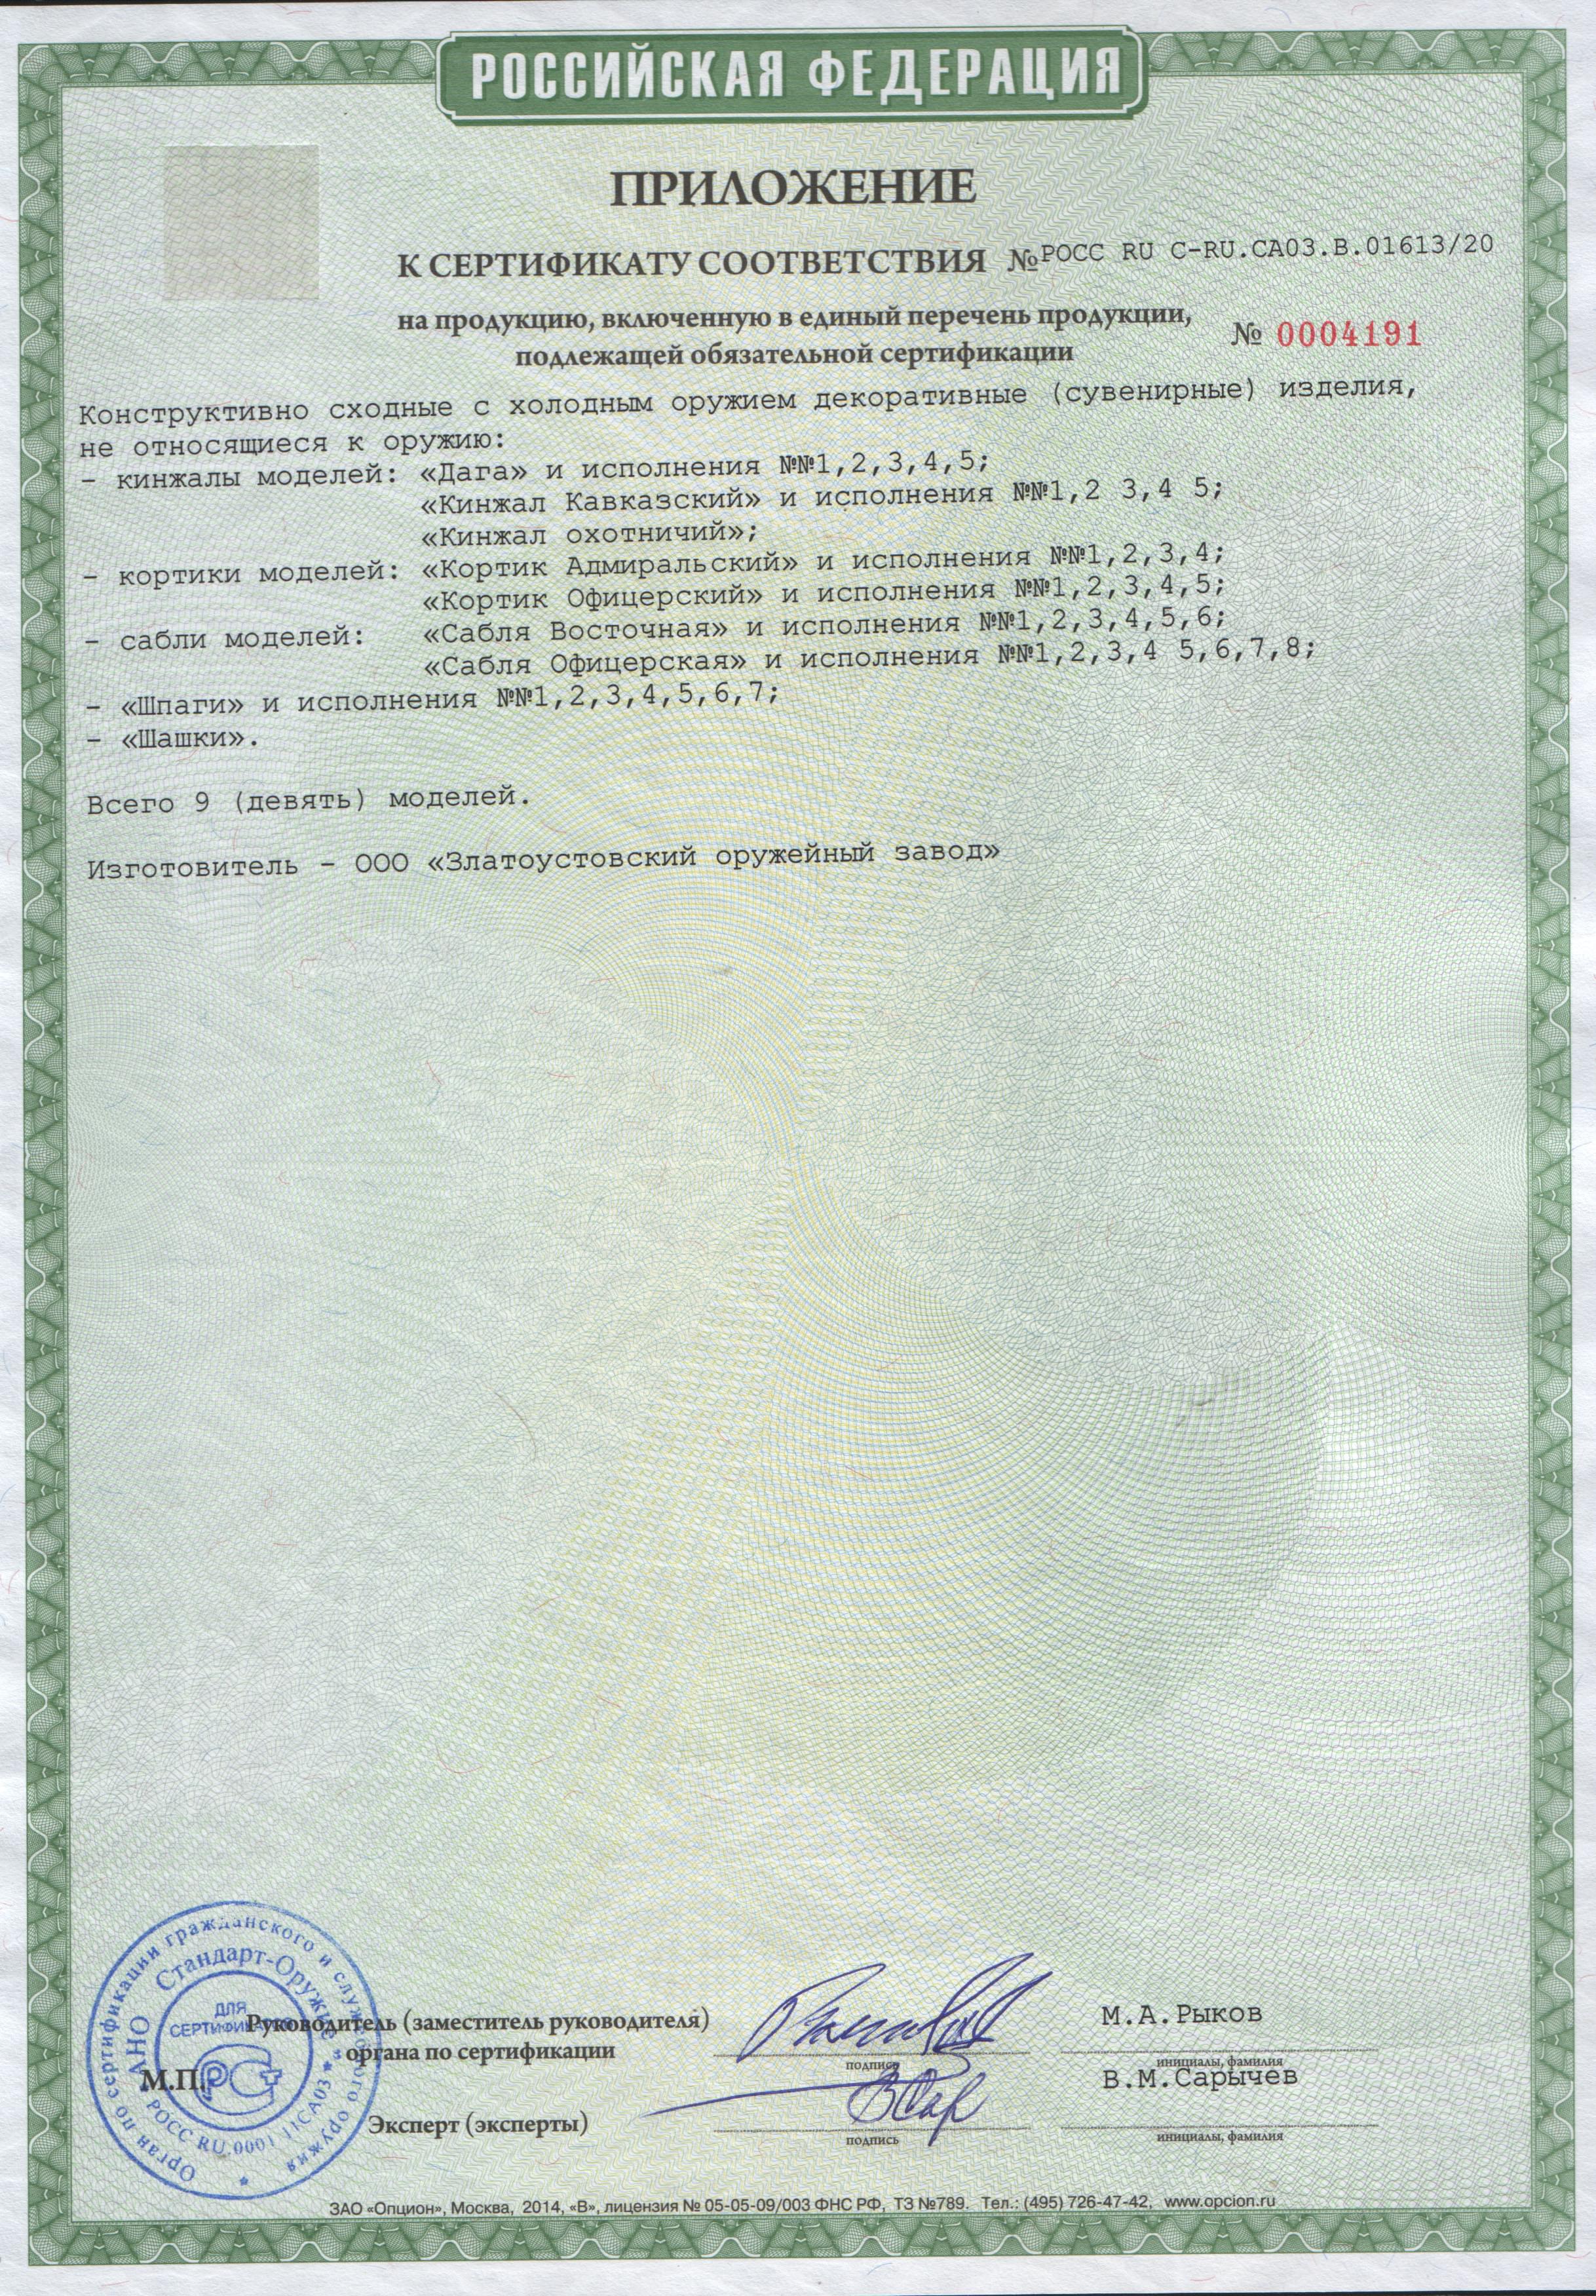 РОССИЙСКАЯ ФЕДЕРАЦИЯ
ПРИЛОЖЕНИЕ
К СЕРТИФИКАТУ СООТВЕТСТВИЯ №РОСС RU С-RU.СА03.В.01613/20
на продукцию, включенную в единый перечень продукции,
подлежащей обязательной сертификации
№ 0004191
Конструктивно сходные с холодным оружием декоративные (сувенирные) изделия,
не относящиеся к оружию:
- кинжалы моделей: «Дага» и исполнения №№1,2,3,4,5;
«Кинжал Кавказский» и исполнения №№1,2 3,4 5;
«Кинжал охотничий»;
- кортики моделей: «Кортик Адмиральский» и исполнения №№1,2,3,4;
«Кортик Офицерский» и исполнения №№1,2,3,4,5;
- сабли моделей: «Сабля Восточная» и исполнения №№1,2,3,4,5,6;
«Сабля Офицерская» и исполнения №№1,2,3,4 5,6,7,8;
- «Шпаги» и исполнения №№1,2,3,4,5,6,7;
- «Шашки».
Всего 9 (девять) моделей.
Изготовитель - ООО «Златоустовский оружейный завод»
Орган по сертификации гражданского и служебного оружия
АНО Стандарт-Оружие
РОСС RU.0001 11СА03
ДЛЯ
СЕРТИФИКАТОВ
М.П.
Руководитель (заместитель руководителя)
органа по сертификации
подпись
М.А.Рыков
инициалы, фамилия
Эксперт (эксперты)
подпись
В.М.Сарычев
инициалы, фамилия
ЗАО «Опцион», Москва, 2014, «В», лицензия № 05-05-09/003 ФНС РФ, ТЗ №789. Тел.: (495) 726-47-42, www.opcion.ru